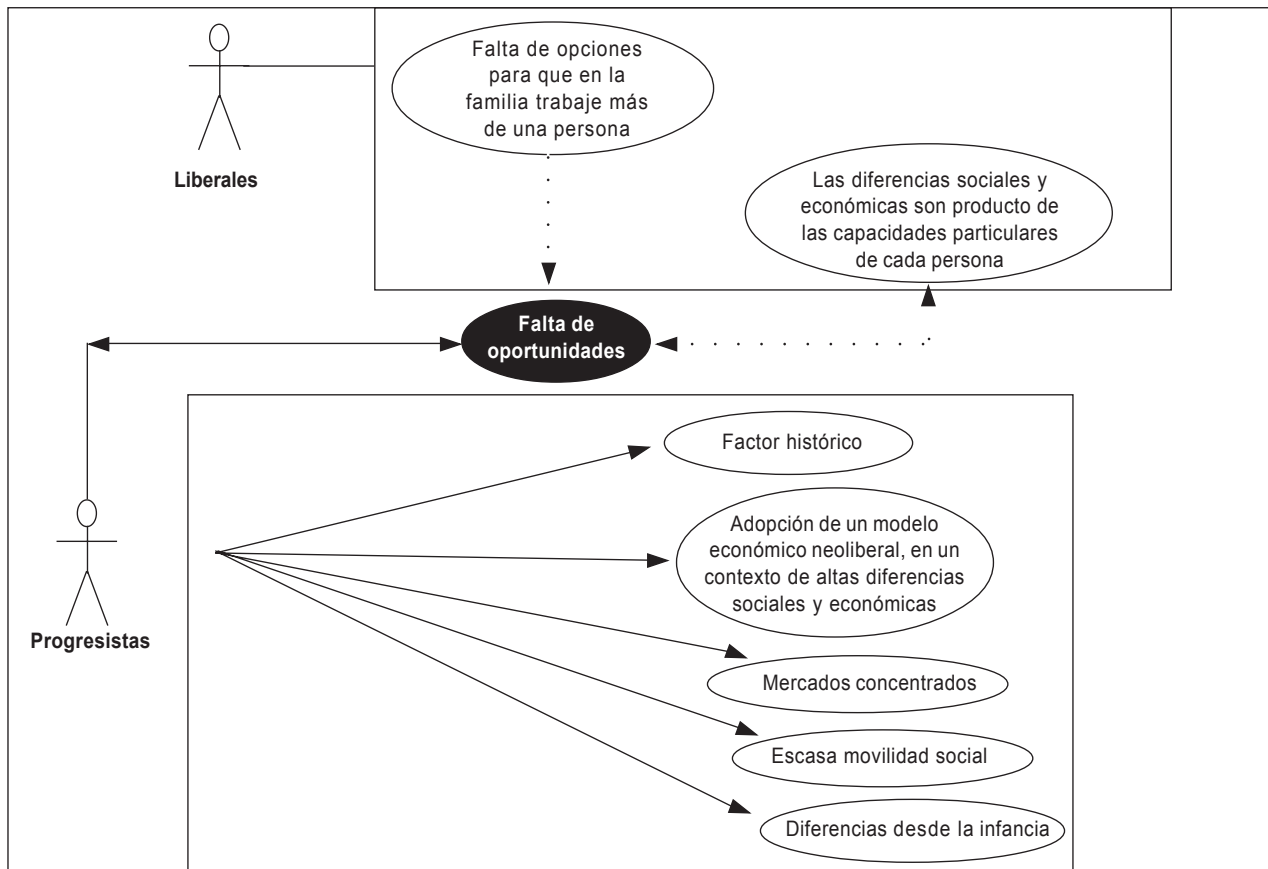 Falta de opciones
para que en la
familia trabaje más
de una persona
Liberales
Las diferencias sociales y
económicas son producto de
las capacidades particulares
de cada persona
Falta de
oportunidades
Factor histórico
Adopción de un modelo
económico neoliberal, en un
contexto de altas diferencias
sociales y económicas
Progresistas
Mercados concentrados
Escasa movilidad social
Diferencias desde la infancia